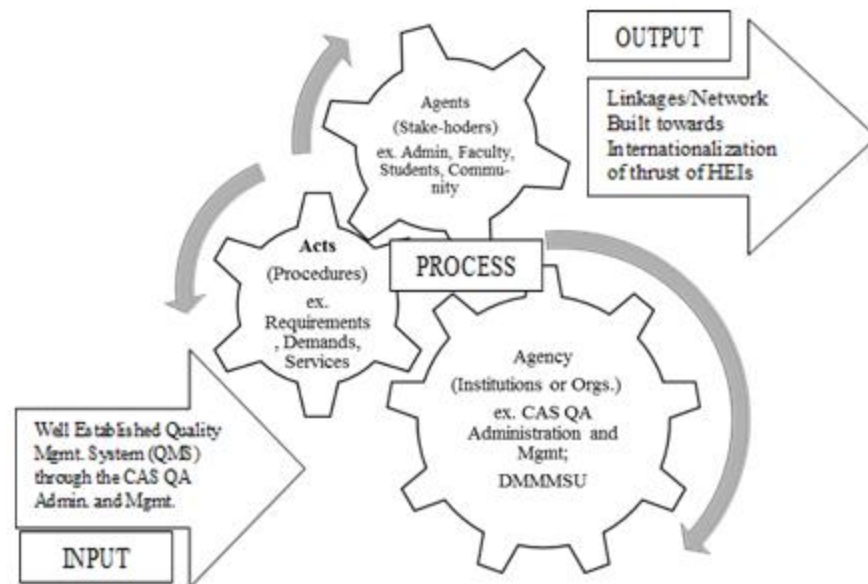 OUTPUT
Linkages/Network
Built towards
Internationalization
of thrust of HEIs
Agents
(Stake-hoders)
ex. Admin, Faculty,
Students, Commu-
nity
PROCESS
Acts
(Procedures)
ex.
Requirements
, Demands,
Services
Agency
(Institutions or Orgs.)
ex. CAS QA
Administration and
Mgmt;
DMMMSU
Well Established Quality
Mgmt. System (QMS)
through the CAS QA
Admin. and Mgmt.
INPUT